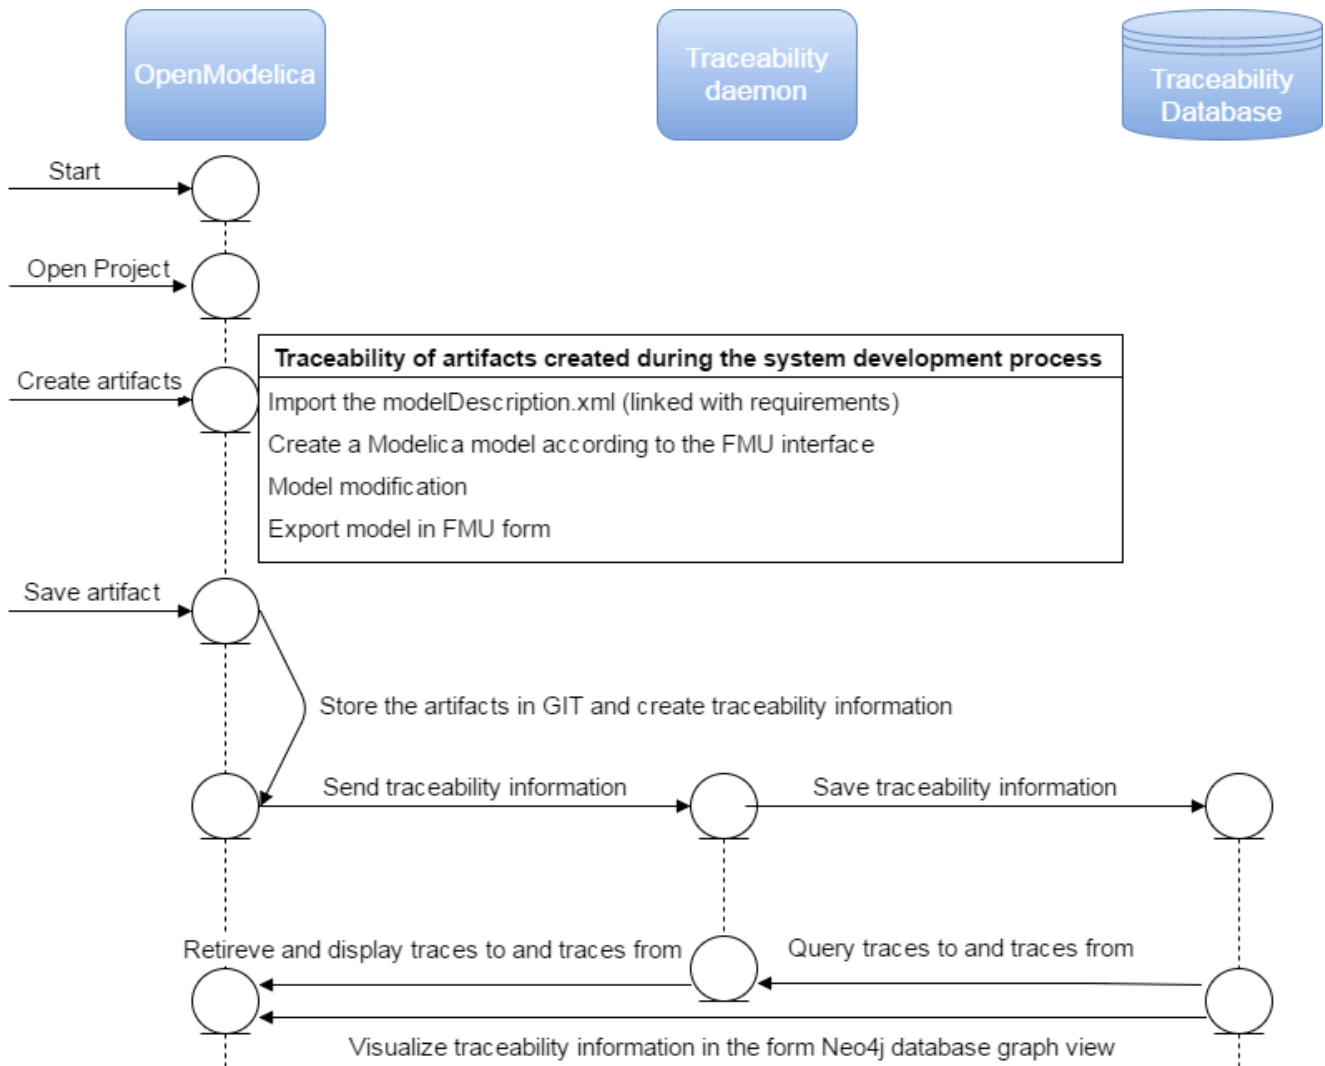 OpenModelica
Traceability
daemon
Traceability
Database
Start
Open Project
Create artifacts
Traceability of artifacts created during the system development process
Import the modelDescription.xml (linked with requirements)
Create a Modelica model according to the FMU interface
Model modification
Export model in FMU form
Save artifact
Store the artifacts in GIT and create traceability information
Send traceability information
Save traceability information
Retireve and display traces to and traces from
Query traces to and traces from
Visualize traceability information in the form Neo4j database graph view